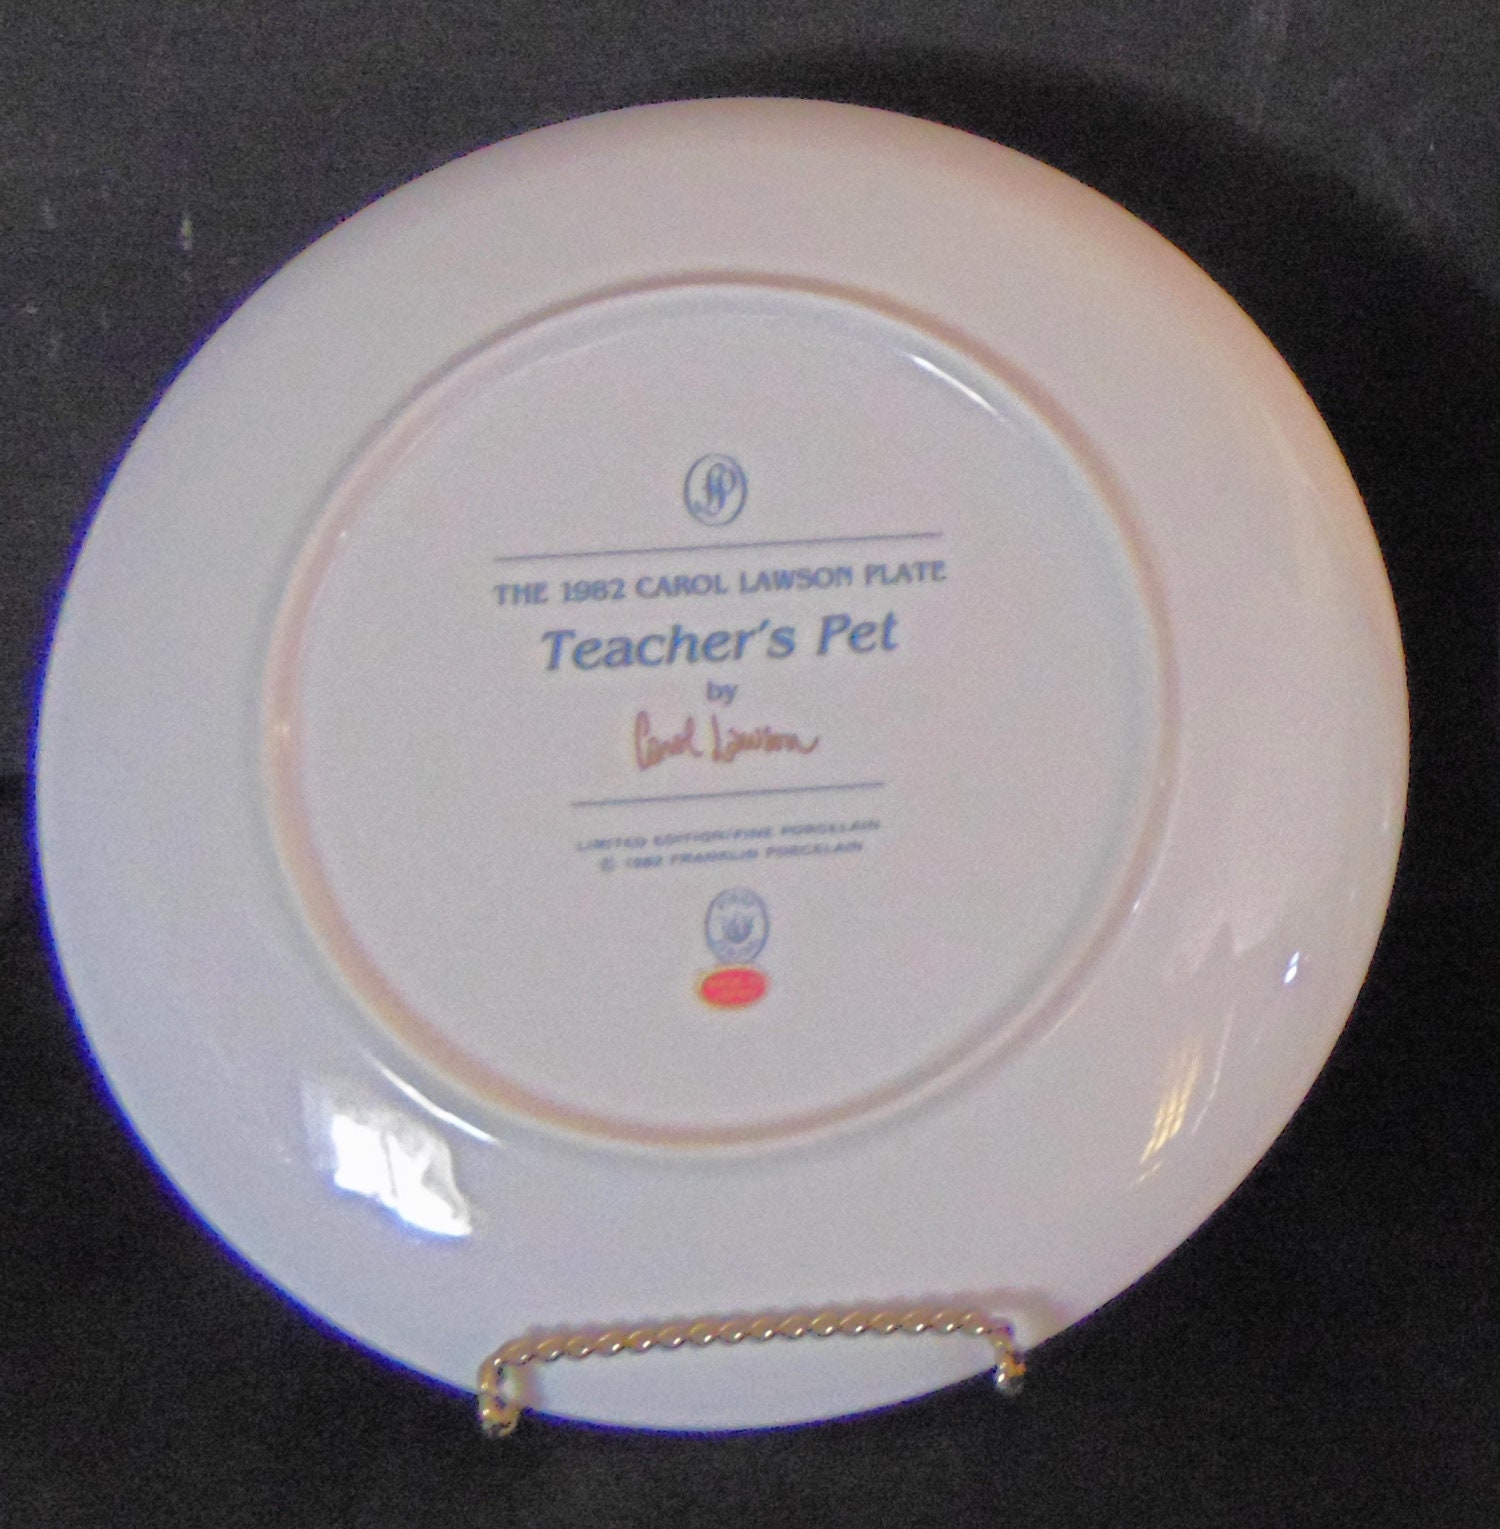 THE 1982 CAROL LAWSON PLATE
Teacher's Pet
by
Carol Lawson
LIMITED EDITION/FINE PORCELAIN
© 1982 FRANKLIN PORCELAIN